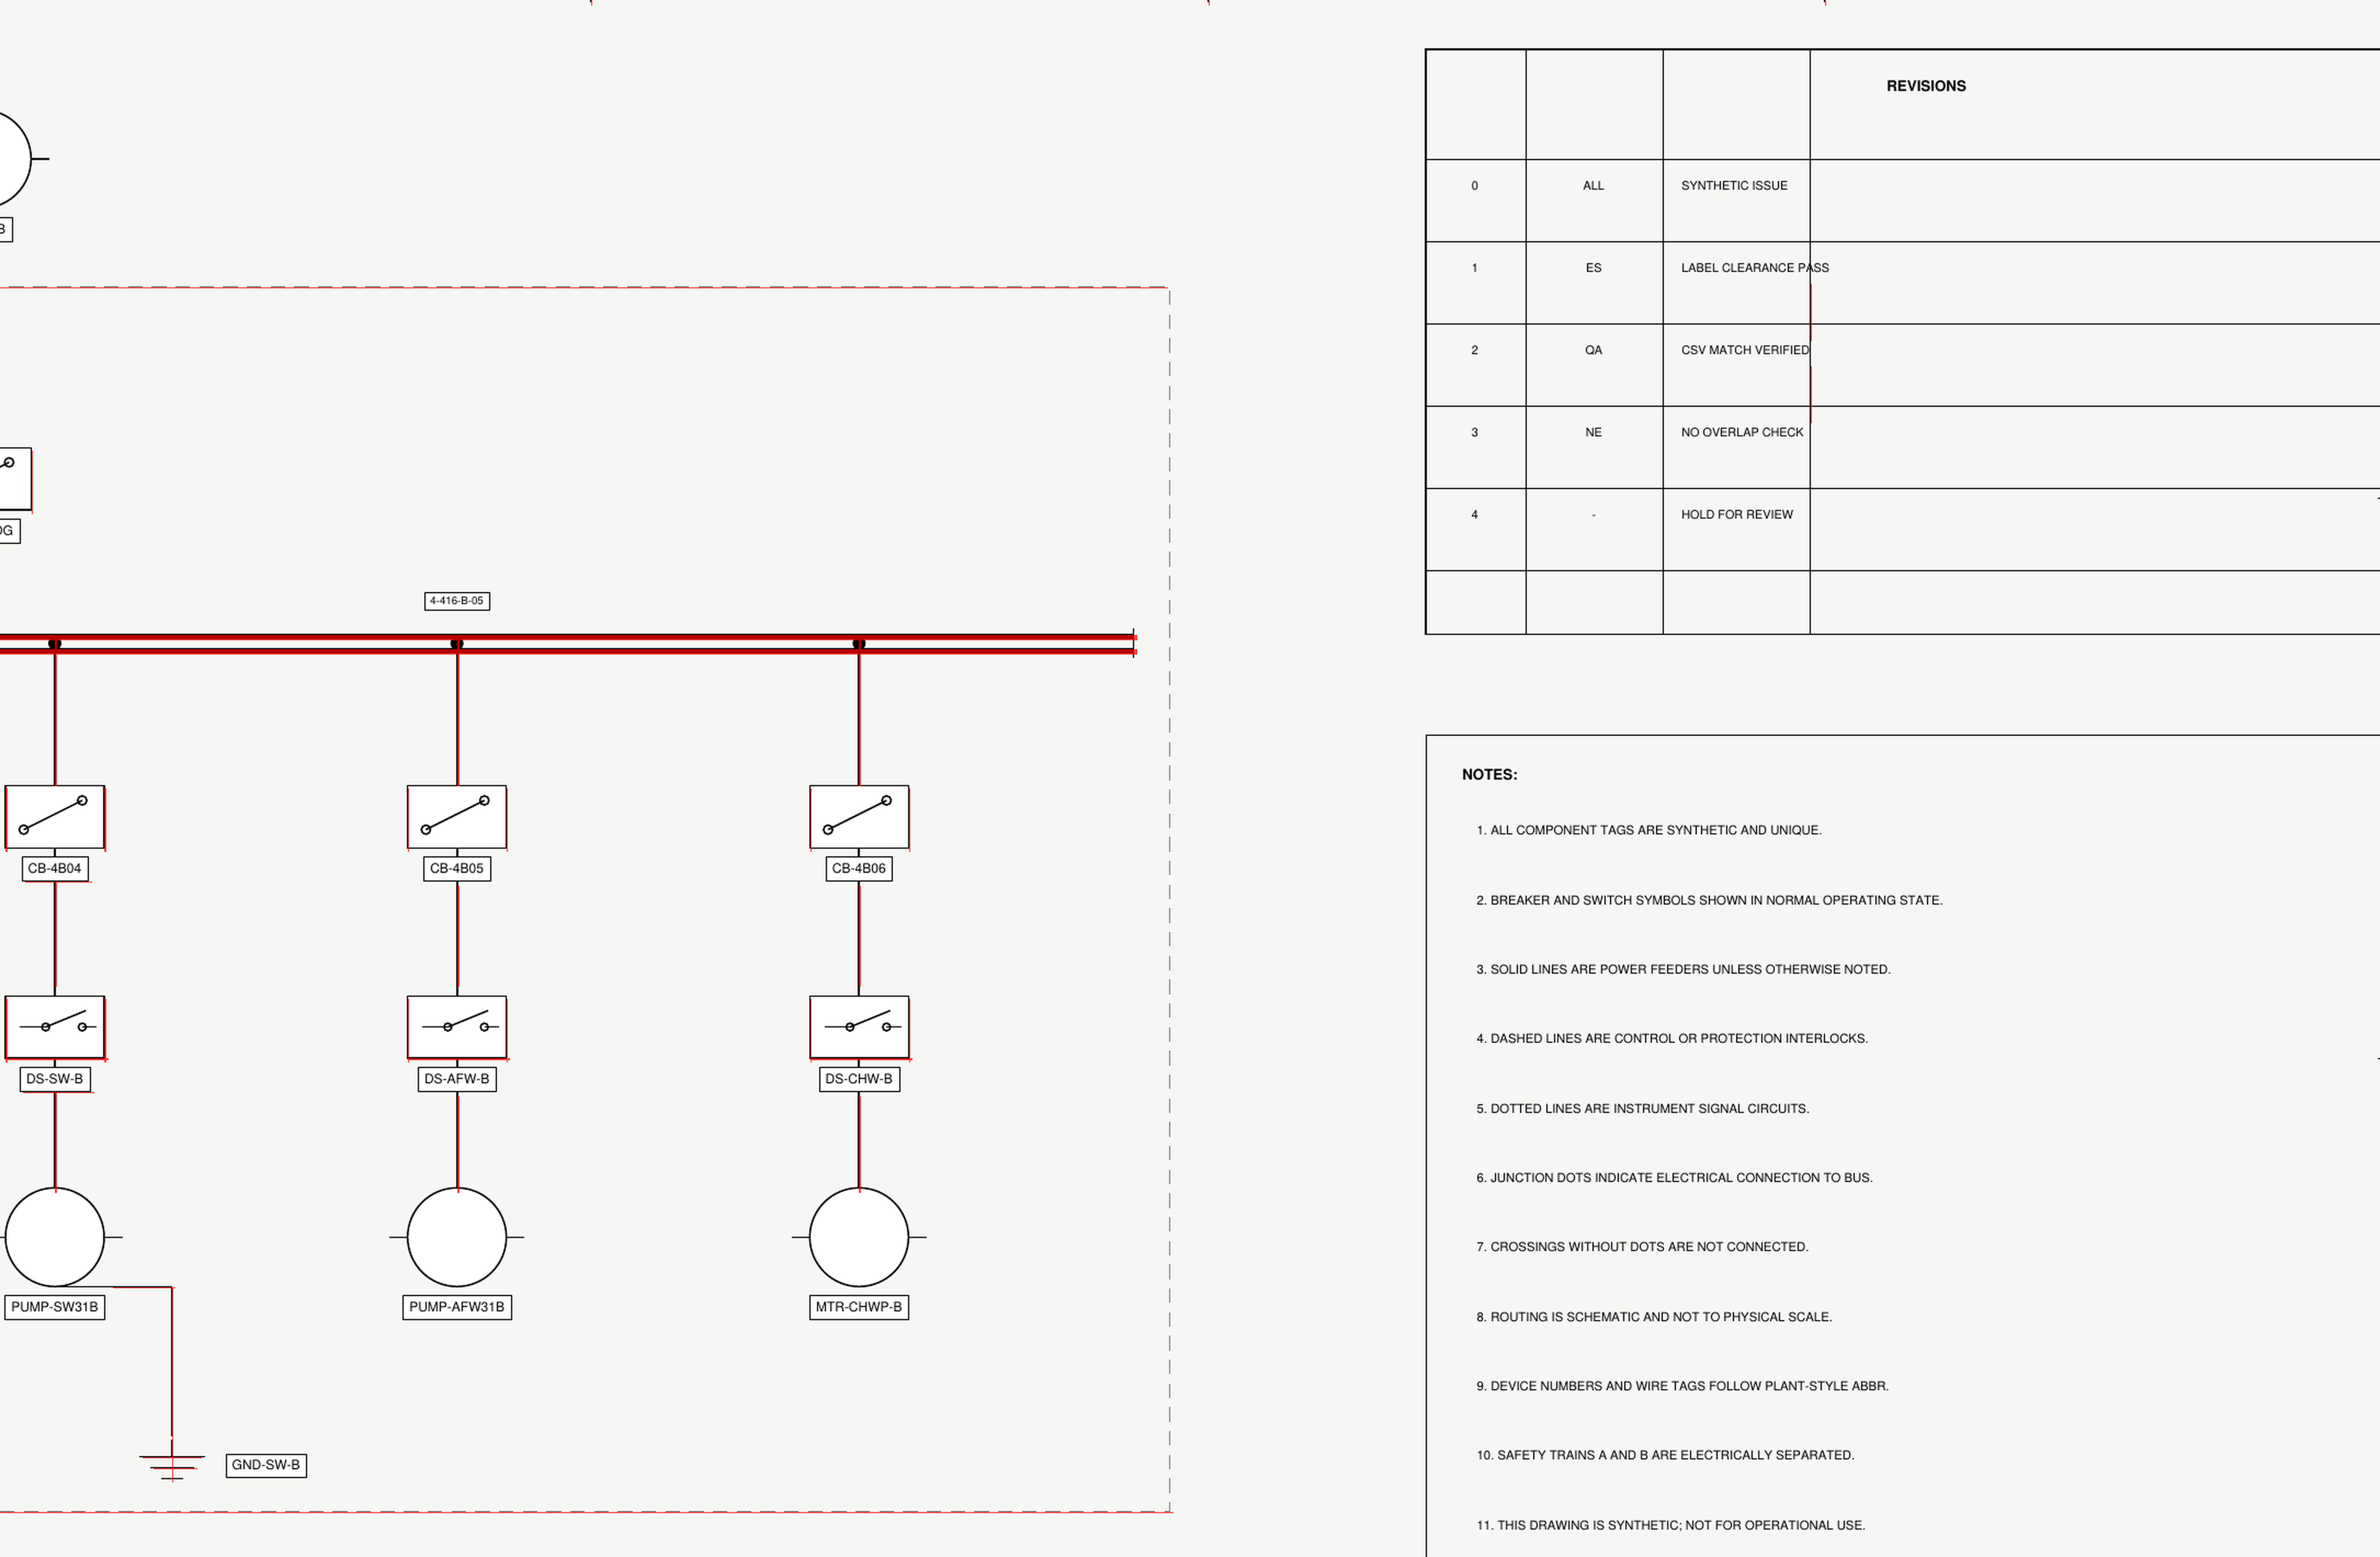 B
DG
4-416-B-05
CB-4B04
CB-4B05
CB-4B06
DS-SW-B
DS-AFW-B
DS-CHW-B
PUMP-SW31B
PUMP-AFW31B
MTR-CHWP-B
GND-SW-B
REVISIONS
0 ALL SYNTHETIC ISSUE
1 ES LABEL CLEARANCE PASS
2 QA CSV MATCH VERIFIED
3 NE NO OVERLAP CHECK
4 - HOLD FOR REVIEW
NOTES:
1. ALL COMPONENT TAGS ARE SYNTHETIC AND UNIQUE.
2. BREAKER AND SWITCH SYMBOLS SHOWN IN NORMAL OPERATING STATE.
3. SOLID LINES ARE POWER FEEDERS UNLESS OTHERWISE NOTED.
4. DASHED LINES ARE CONTROL OR PROTECTION INTERLOCKS.
5. DOTTED LINES ARE INSTRUMENT SIGNAL CIRCUITS.
6. JUNCTION DOTS INDICATE ELECTRICAL CONNECTION TO BUS.
7. CROSSINGS WITHOUT DOTS ARE NOT CONNECTED.
8. ROUTING IS SCHEMATIC AND NOT TO PHYSICAL SCALE.
9. DEVICE NUMBERS AND WIRE TAGS FOLLOW PLANT-STYLE ABBR.
10. SAFETY TRAINS A AND B ARE ELECTRICALLY SEPARATED.
11. THIS DRAWING IS SYNTHETIC; NOT FOR OPERATIONAL USE.